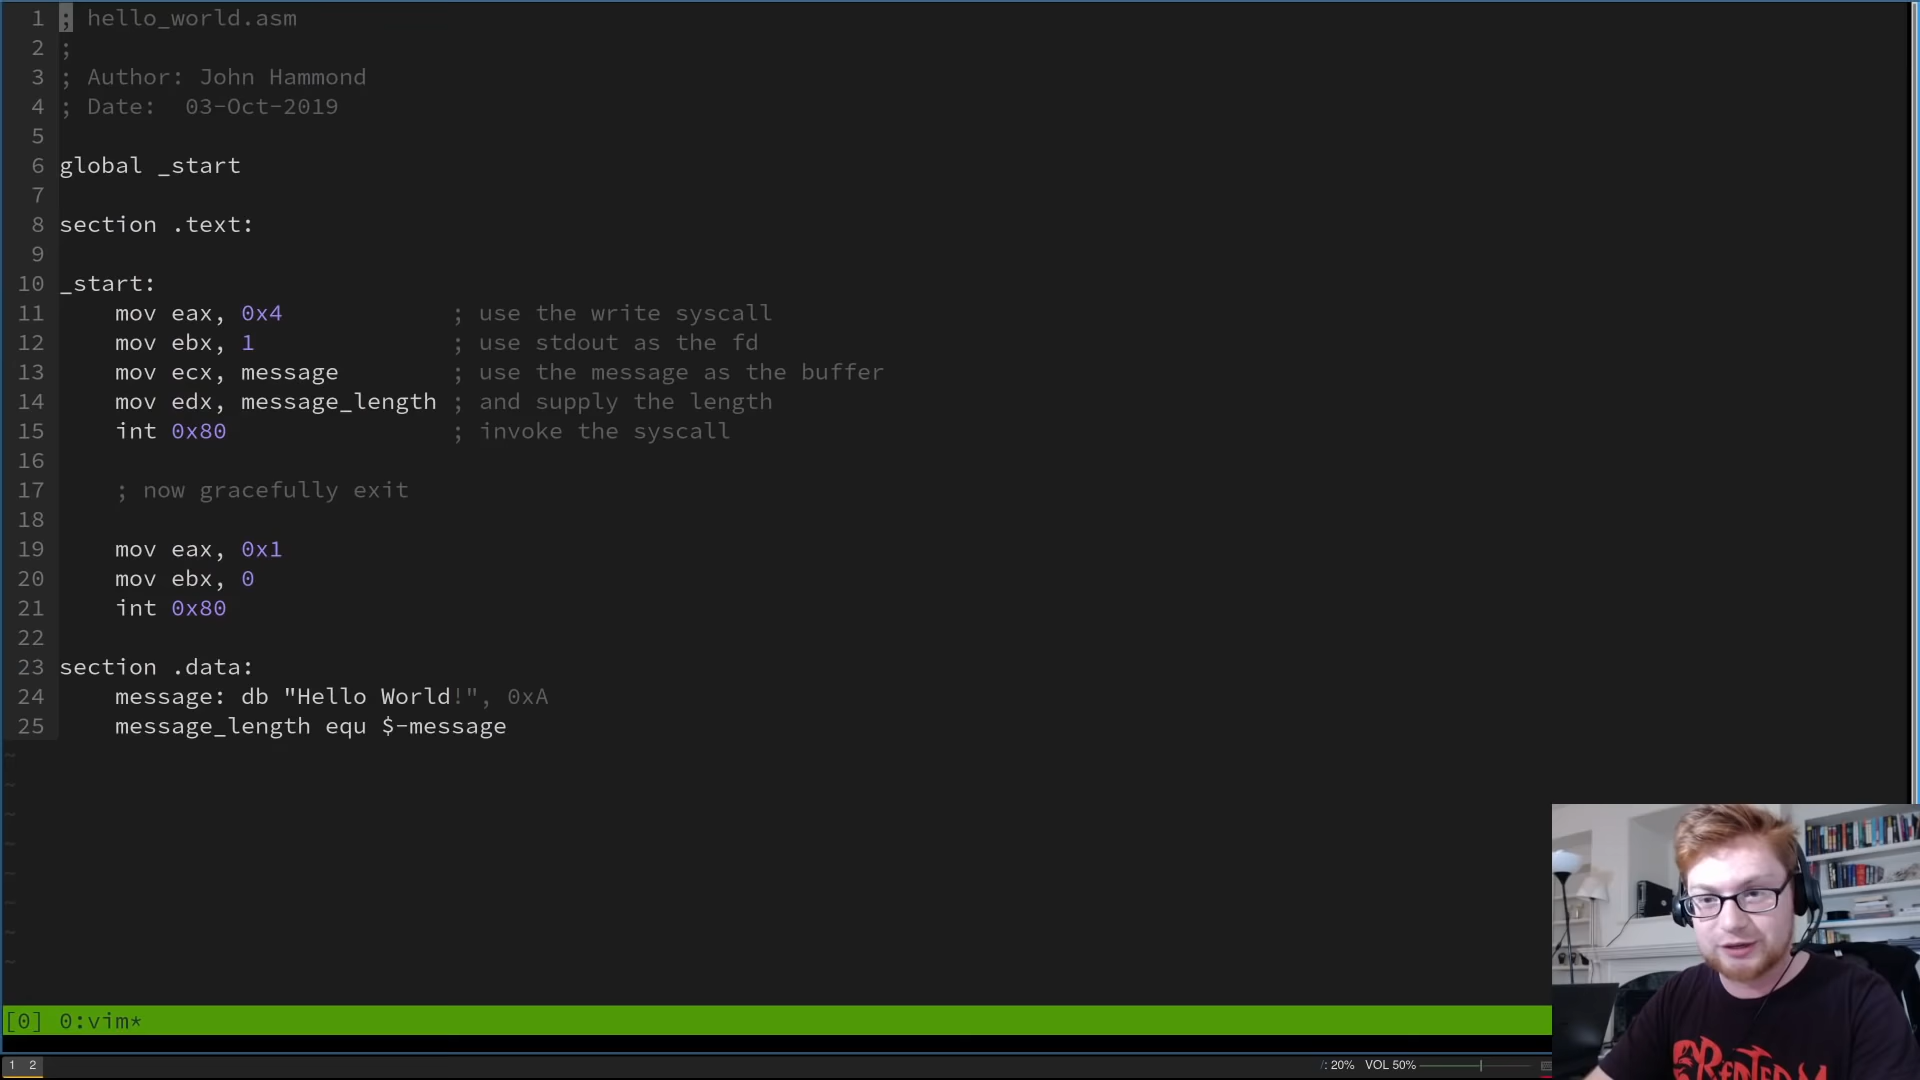 1 ; hello_world.asm
2 ;
3 ; Author: John Hammond
4 ; Date:  03-Oct-2019
5
6 global _start
7
8 section .text:
9
10 _start:
11     mov eax, 0x4            ; use the write syscall
12     mov ebx, 1              ; use stdout as the fd
13     mov ecx, message        ; use the message as the buffer
14     mov edx, message_length ; and supply the length
15     int 0x80                ; invoke the syscall
16
17     ; now gracefully exit
18
19     mov eax, 0x1
20     mov ebx, 0
21     int 0x80
22
23 section .data:
24     message: db "Hello World!", 0xA
25     message_length equ $-message
~
~
~
~
~
~
~
~
[0] 0:vim*
1 2 /: 20% VOL 50%